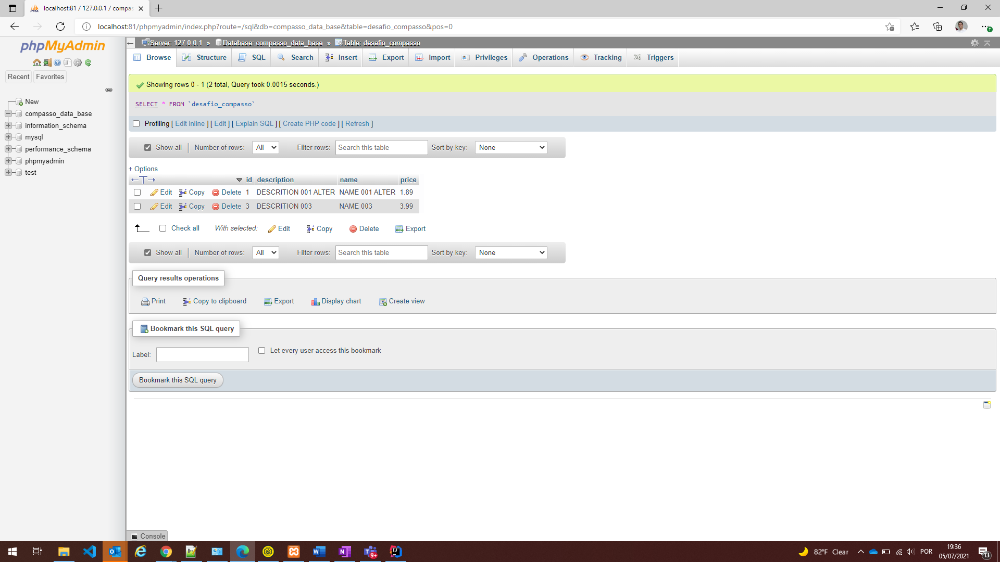 localhost:81 / 127.0.0.1 / compas
localhost:81/phpmyadmin/index.php?route=/sql&db=compasso_data_base&table=desafio_compasso&pos=0
phpMyAdmin
Recent Favorites
New
compasso_data_base
information_schema
mysql
performance_schema
phpmyadmin
test
Server: 127.0.0.1 » Database: compasso_data_base » Table: desafio_compasso
Browse Structure SQL Search Insert Export Import Privileges Operations Tracking Triggers
Showing rows 0 - 1 (2 total, Query took 0.0015 seconds.)
SELECT * FROM `desafio_compasso`
Profiling [ Edit inline ] [ Edit ] [ Explain SQL ] [ Create PHP code ] [ Refresh ]
Show all Number of rows: All Filter rows: Search this table Sort by key: None
+ Options
←T→ id description name price
Edit Copy Delete 1 DESCRITION 001 ALTER NAME 001 ALTER 1.89
Edit Copy Delete 3 DESCRITION 003 NAME 003 3.99
Check all With selected: Edit Copy Delete Export
Show all Number of rows: All Filter rows: Search this table Sort by key: None
Query results operations
Print Copy to clipboard Export Display chart Create view
Bookmark this SQL query
Label: Let every user access this bookmark
Bookmark this SQL query
Console
82°F Clear POR 19:36
05/07/2021
13
9+